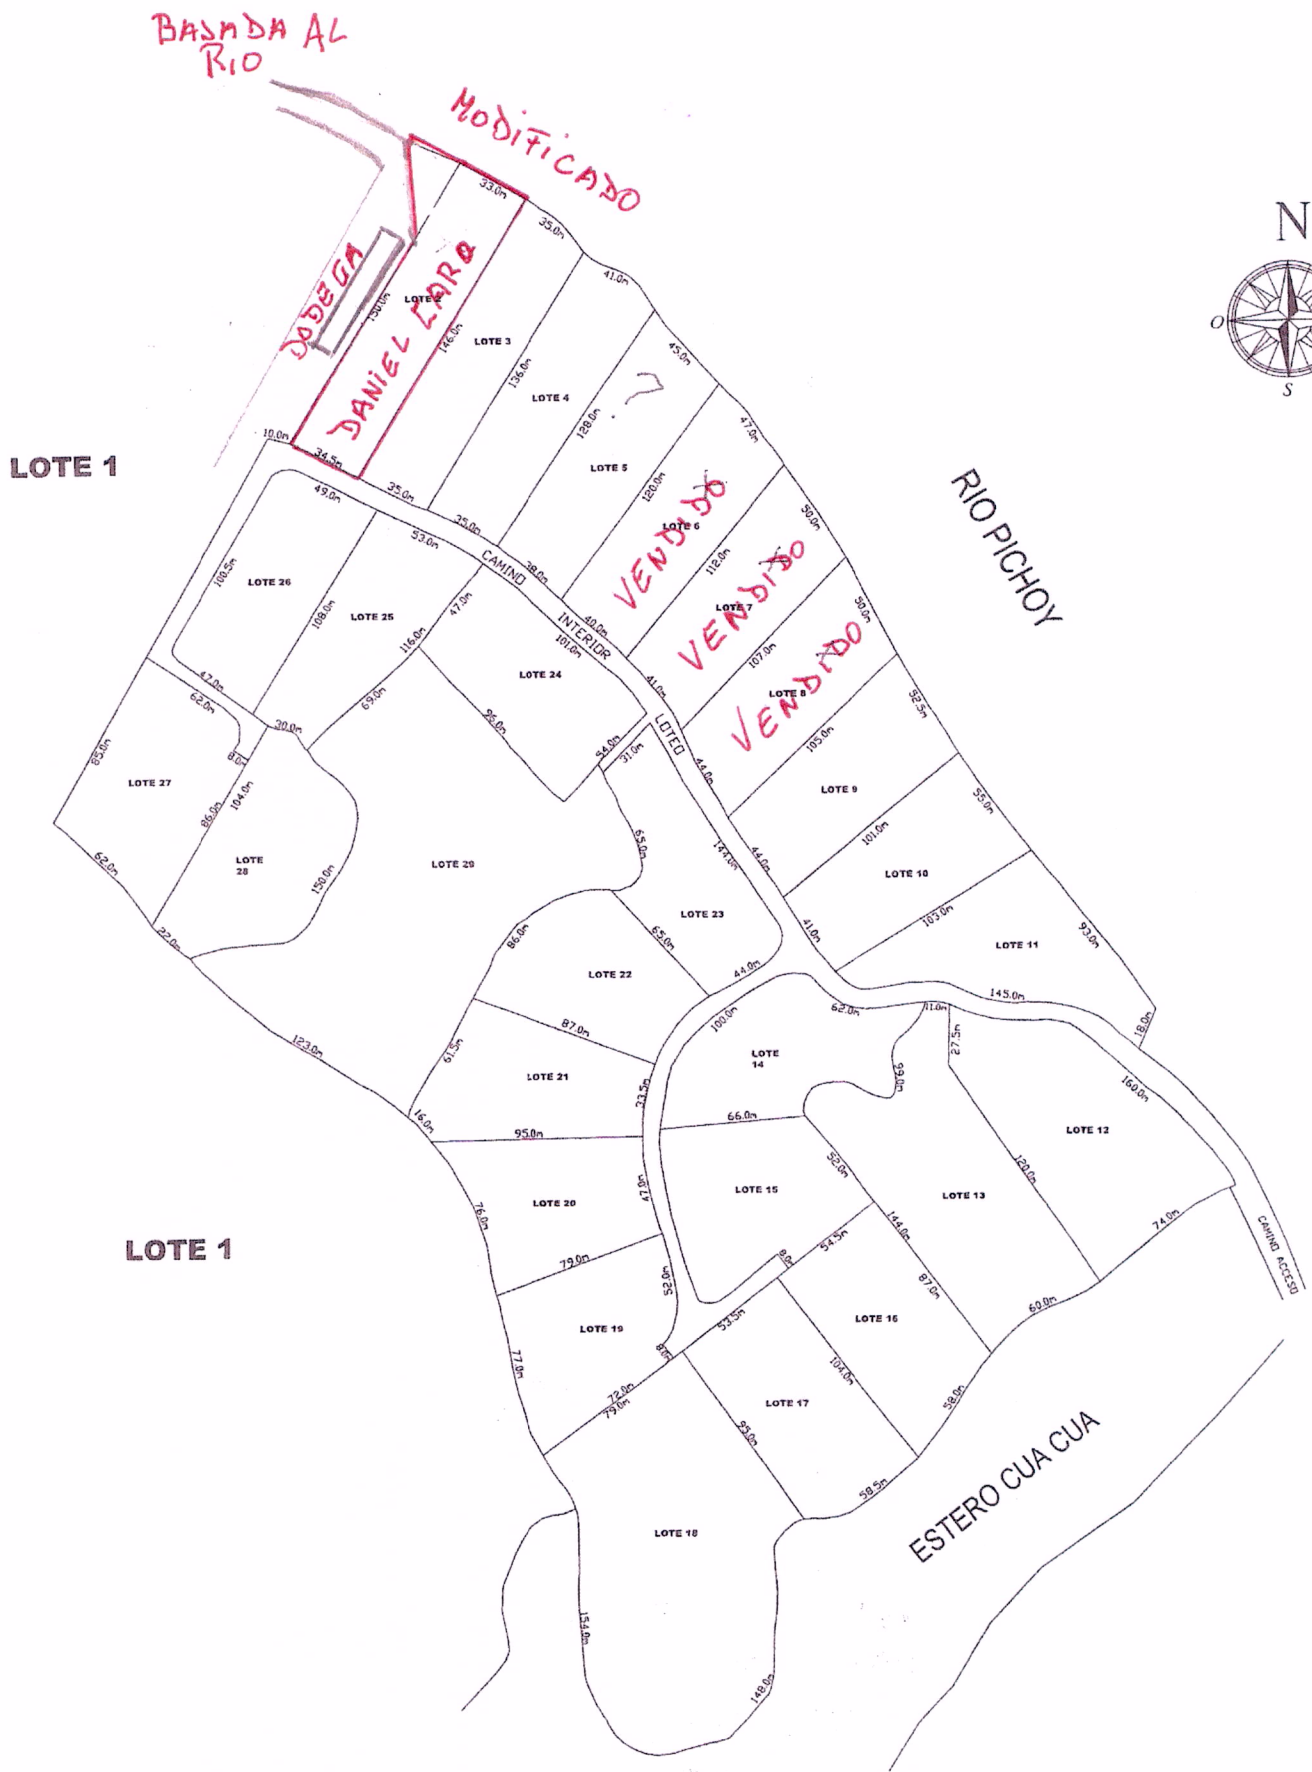 BAJADA AL
RIO
MODIFICADO
N
O
S
33.0m
35.0m
41.0m
45.0m
47.0m
50.0m
50.0m
52.5m
55.0m
93.0m
18.0m
BODEGA
DANIEL CARO
LOTE 2
150.0m
146.0m
LOTE 3
136.0m
LOTE 4
128.0m
?
LOTE 5
120.0m
LOTE 6
VENDIDO
112.0m
LOTE 7
VENDIDO
107.0m
LOTE 8
VENDIDO
105.0m
LOTE 9
101.0m
LOTE 10
103.0m
LOTE 11
145.0m
RIO PICHOY
LOTE 1
10.0m
34.5m
35.0m
35.0m
38.0m
40.0m
41.0m
44.0m
44.0m
41.0m
CAMINO
INTERIOR
LOTEO
49.0m
53.0m
101.0m
144.0m
100.5m
LOTE 26
108.0m
LOTE 25
116.0m
47.0m
69.0m
LOTE 24
96.0m
54.0m
31.0m
47.0m
62.0m
30.0m
8.0m
85.0m
LOTE 27
86.0m
104.0m
62.0m
LOTE
28
150.0m
22.0m
LOTE 29
65.0m
LOTE 23
65.0m
44.0m
86.0m
LOTE 22
87.0m
61.5m
LOTE 21
33.5m
123.0m
16.0m
95.0m
100.0m
62.0m
11.0m
27.5m
LOTE
14
99.0m
66.0m
160.0m
LOTE 12
120.0m
74.0m
CAMINO ACCESO
LOTE 13
52.0m
144.0m
87.0m
60.0m
LOTE 15
54.5m
8.0m
LOTE 20
47.0m
76.0m
79.0m
LOTE 1
52.0m
LOTE 19
77.0m
8.0m
53.5m
72.0m
79.0m
LOTE 16
104.0m
58.0m
LOTE 17
95.0m
58.5m
ESTERO CUA CUA
LOTE 18
154.0m
148.0m